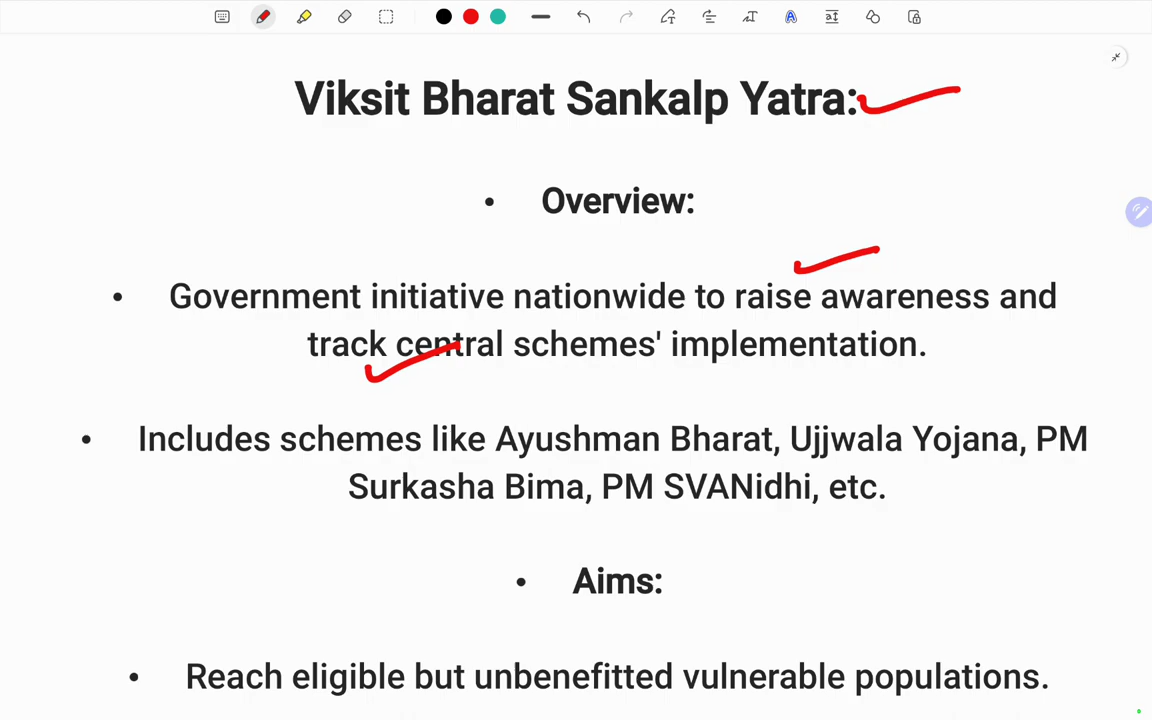 Viksit Bharat Sankalp Yatra:
• Overview:
• Government initiative nationwide to raise awareness and
track central schemes' implementation.
• Includes schemes like Ayushman Bharat, Ujjwala Yojana, PM
Surkasha Bima, PM SVANidhi, etc.
• Aims:
• Reach eligible but unbenefitted vulnerable populations.